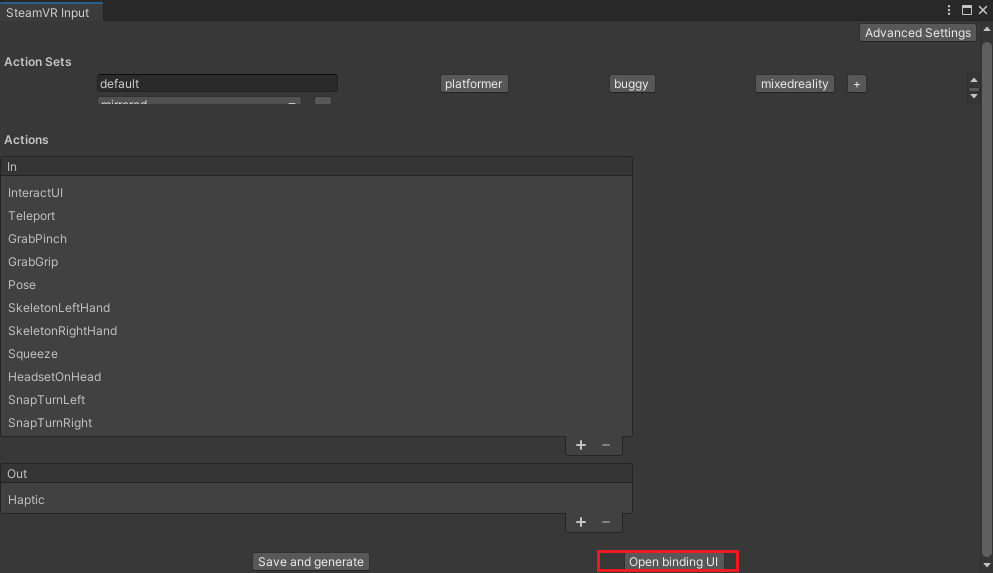 SteamVR Input
Advanced Settings
Action Sets
default platformer buggy mixedreality +
mirrored
Actions
In
InteractUI
Teleport
GrabPinch
GrabGrip
Pose
SkeletonLeftHand
SkeletonRightHand
Squeeze
HeadsetOnHead
SnapTurnLeft
SnapTurnRight
+ −
Out
Haptic
+ −
Save and generate Open binding UI